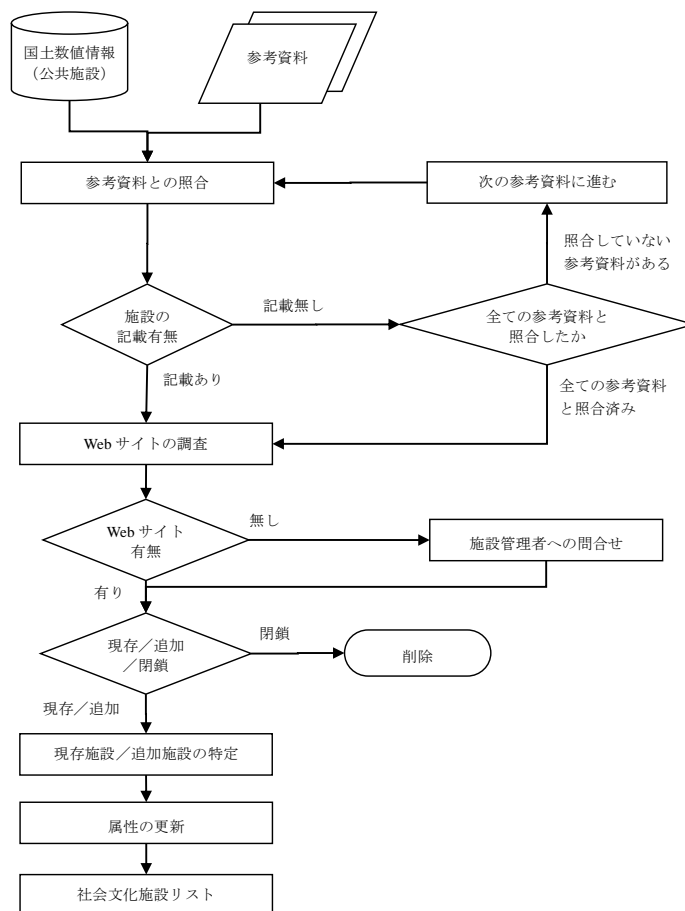 国土数値情報
（公共施設）
参考資料
参考資料との照合
次の参考資料に進む
照合していない
参考資料がある
施設の
記載有無
記載無し
全ての参考資料と
照合したか
記載あり
全ての参考資料
と照合済み
Web サイトの調査
Web サイト
有無
無し
施設管理者への問合せ
有り
現存／追加
／閉鎖
閉鎖
削除
現存／追加
現存施設／追加施設の特定
属性の更新
社会文化施設リスト